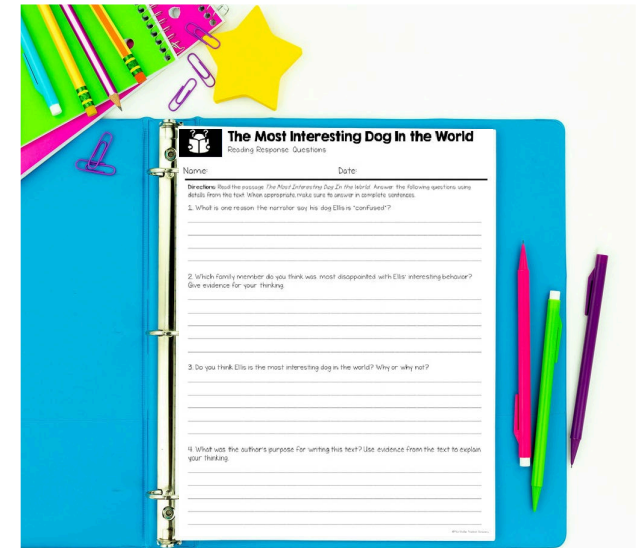 The Most Interesting Dog In the World
Reading Response Questions
Name: Date:
Directions: Read the passage The Most Interesting Dog In the World. Answer the following questions using
details from the text. When appropriate, make sure to answer in complete sentences.
1. What is one reason the narrator say his dog Ellis is "confused"?
2. Which family member do you think was most disappointed with Ellis' interesting behavior?
Give evidence for your thinking.
3. Do you think Ellis is the most interesting dog in the world? Why or why not?
4. What was the author's purpose for writing this text? Use evidence from the text to explain
your thinking.